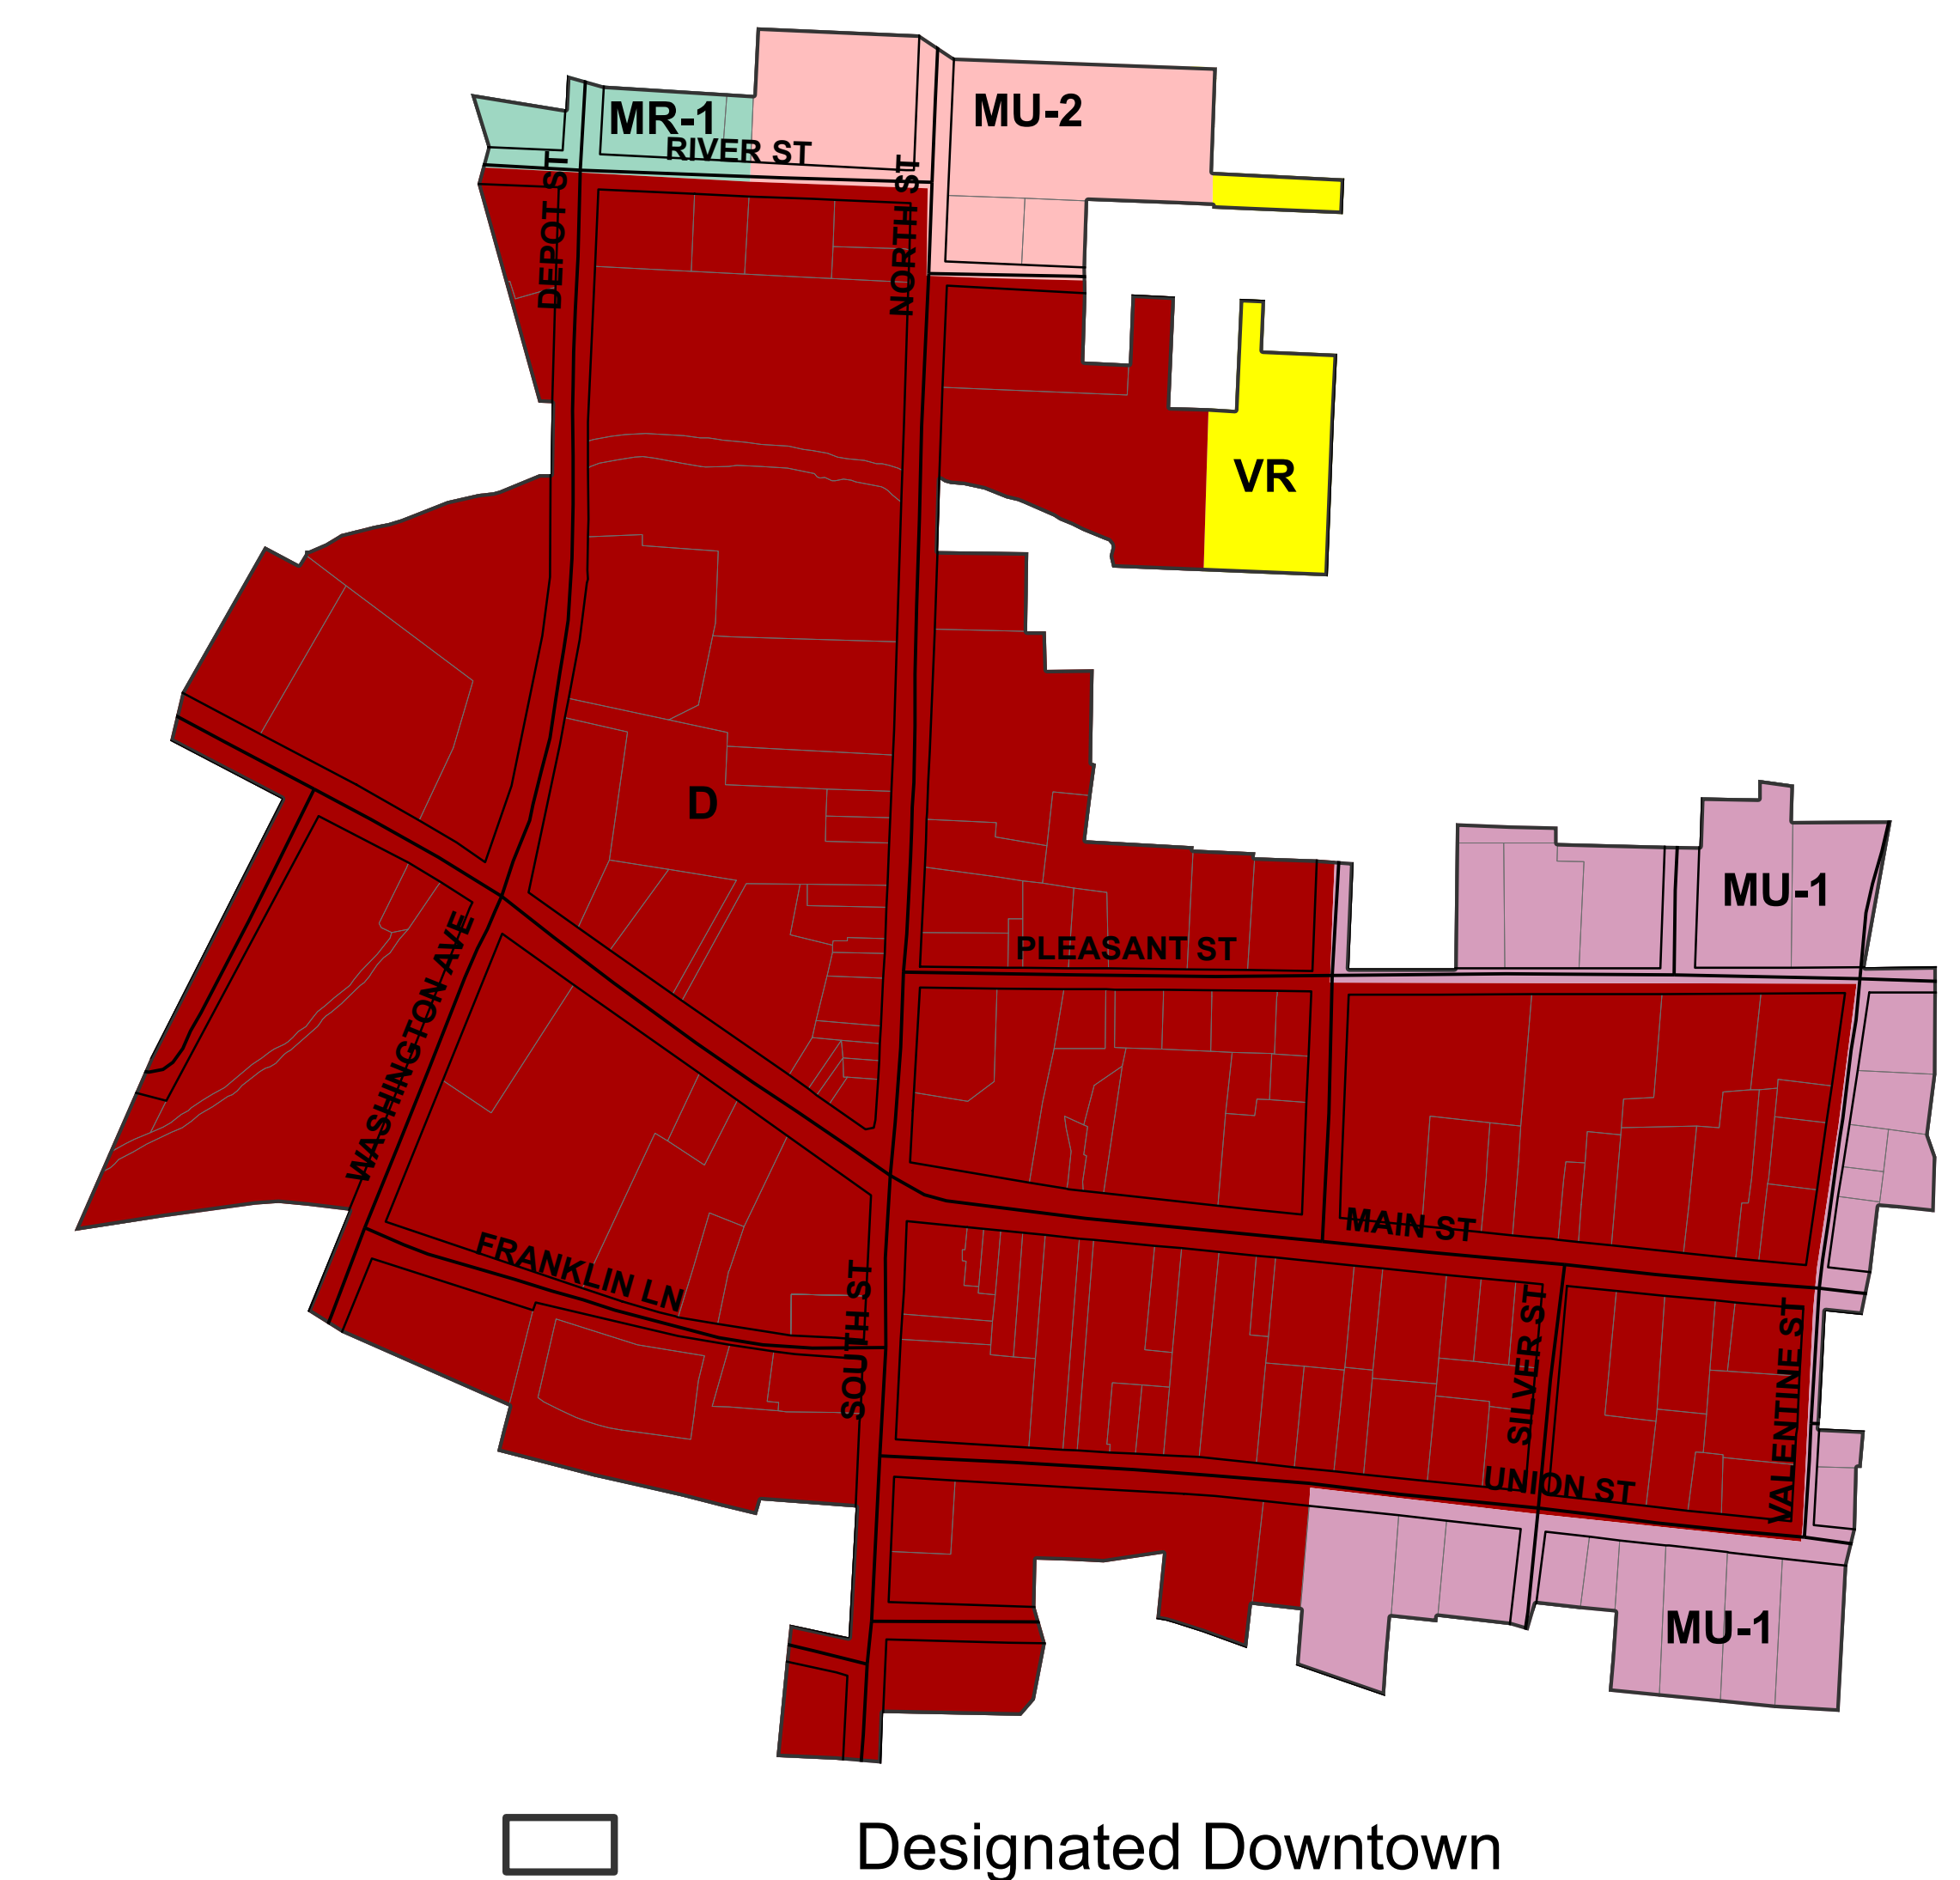 MU-2
MR-1
RIVER ST
DEPOT ST
NORTH ST
VR
D
MU-1
PLEASANT ST
WASHINGTON AVE
MAIN ST
FRANKLIN LN
SOUTH ST
SILVER ST
VALENTINE ST
UNION ST
MU-1
Designated Downtown